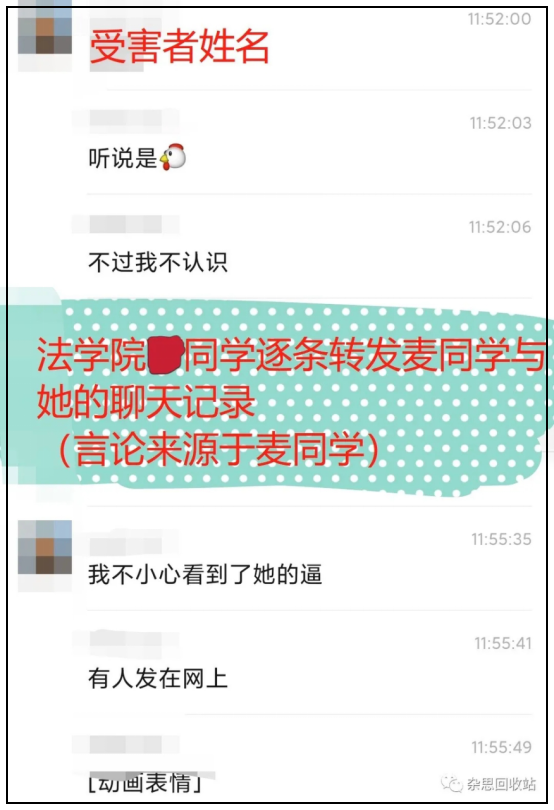 11:52:00
受害者姓名
11:52:03
听说是🐔
11:52:06
不过我不认识
法学院同学逐条转发麦同学与
她的聊天记录
（言论来源于麦同学）
11:55:35
我不小心看到了她的逼
11:55:41
有人发在网上
11:55:49
[动画表情]
杂思回收站